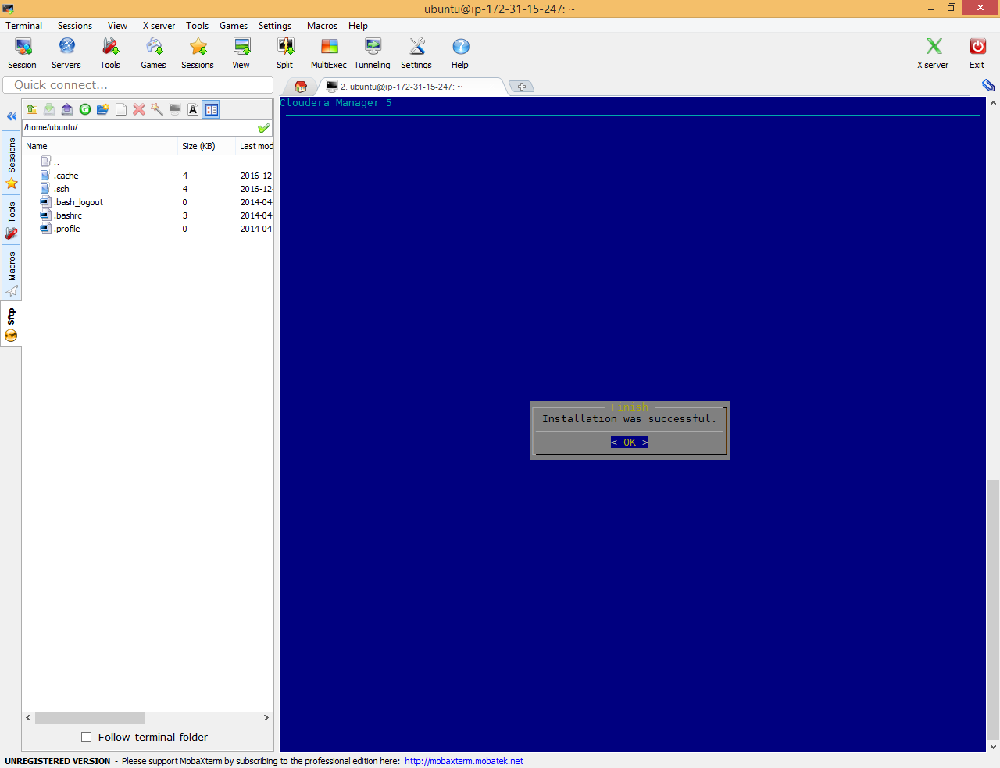 ubuntu@ip-172-31-15-247: ~
Terminal Sessions View X server Tools Games Settings Macros Help
Session Servers Tools Games Sessions View Split MultiExec Tunneling Settings Help X server Exit
Quick connect...
2. ubuntu@ip-172-31-15-247: ~
Cloudera Manager 5
/home/ubuntu/
Name Size (KB) Last mod
..
.cache 4 2016-12
.ssh 4 2016-12
.bash_logout 0 2014-04
.bashrc 3 2014-04
.profile 0 2014-04
Sessions
Tools
Macros
Sftp
Finish
Installation was successful.
< OK >
Follow terminal folder
UNREGISTERED VERSION - Please support MobaXterm by subscribing to the professional edition here: http://mobaxterm.mobatek.net